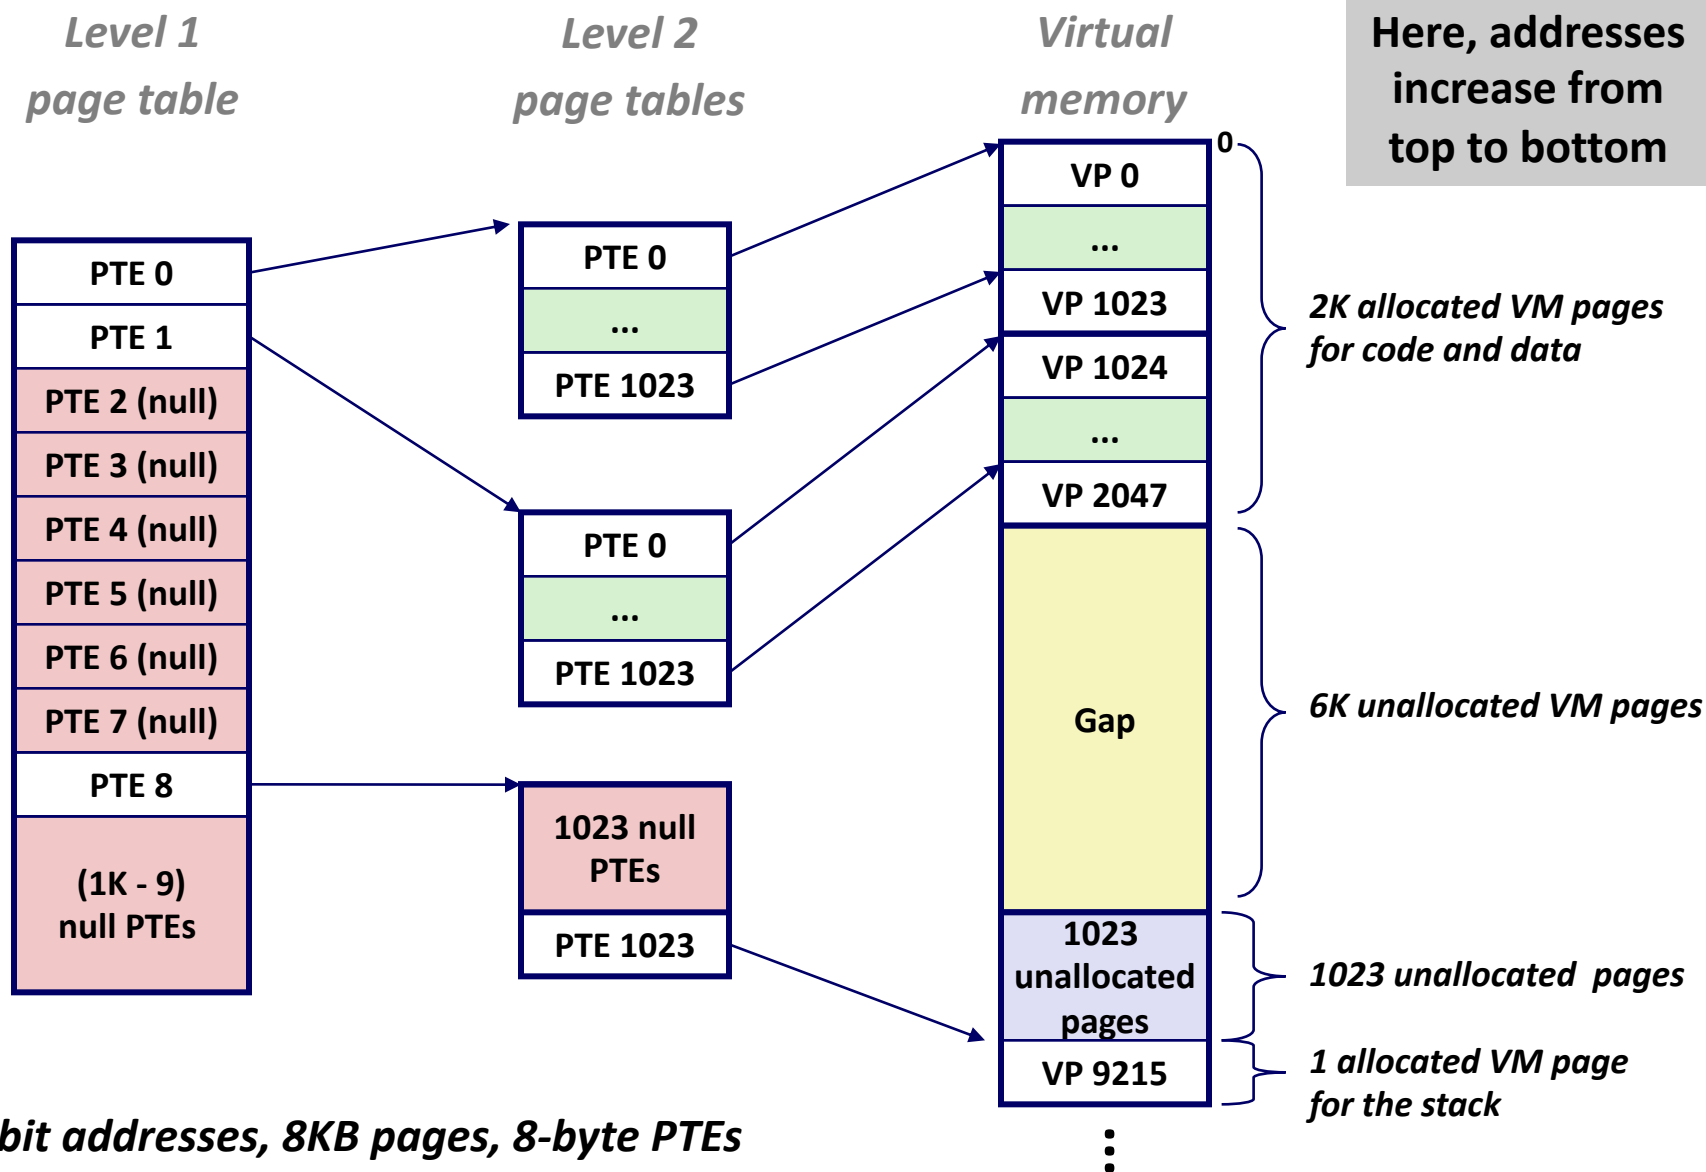 Level 1
page table
Level 2
page tables
Virtual
memory
Here, addresses
increase from
top to bottom
PTE 0
PTE 1
PTE 2 (null)
PTE 3 (null)
PTE 4 (null)
PTE 5 (null)
PTE 6 (null)
PTE 7 (null)
PTE 8
(1K - 9)
null PTEs
PTE 0
...
PTE 1023
PTE 0
...
PTE 1023
1023 null
PTEs
PTE 1023
0
VP 0
...
VP 1023
VP 1024
...
VP 2047
Gap
1023
unallocated
pages
VP 9215
2K allocated VM pages
for code and data
6K unallocated VM pages
1023 unallocated pages
1 allocated VM page
for the stack
bit addresses, 8KB pages, 8-byte PTEs